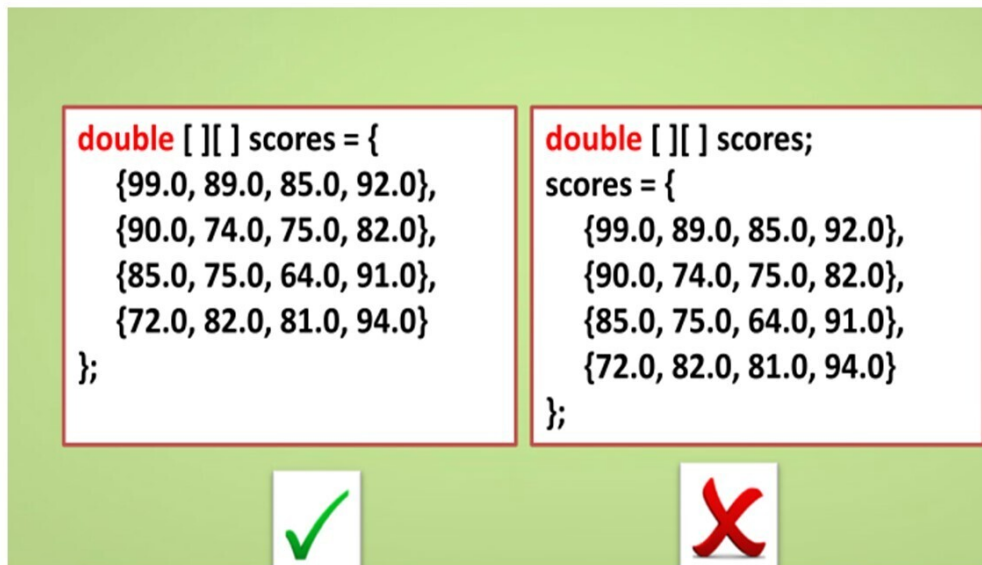 double [ ][ ] scores = {
{99.0, 89.0, 85.0, 92.0},
{90.0, 74.0, 75.0, 82.0},
{85.0, 75.0, 64.0, 91.0},
{72.0, 82.0, 81.0, 94.0}
};
double [ ][ ] scores;
scores = {
{99.0, 89.0, 85.0, 92.0},
{90.0, 74.0, 75.0, 82.0},
{85.0, 75.0, 64.0, 91.0},
{72.0, 82.0, 81.0, 94.0}
};